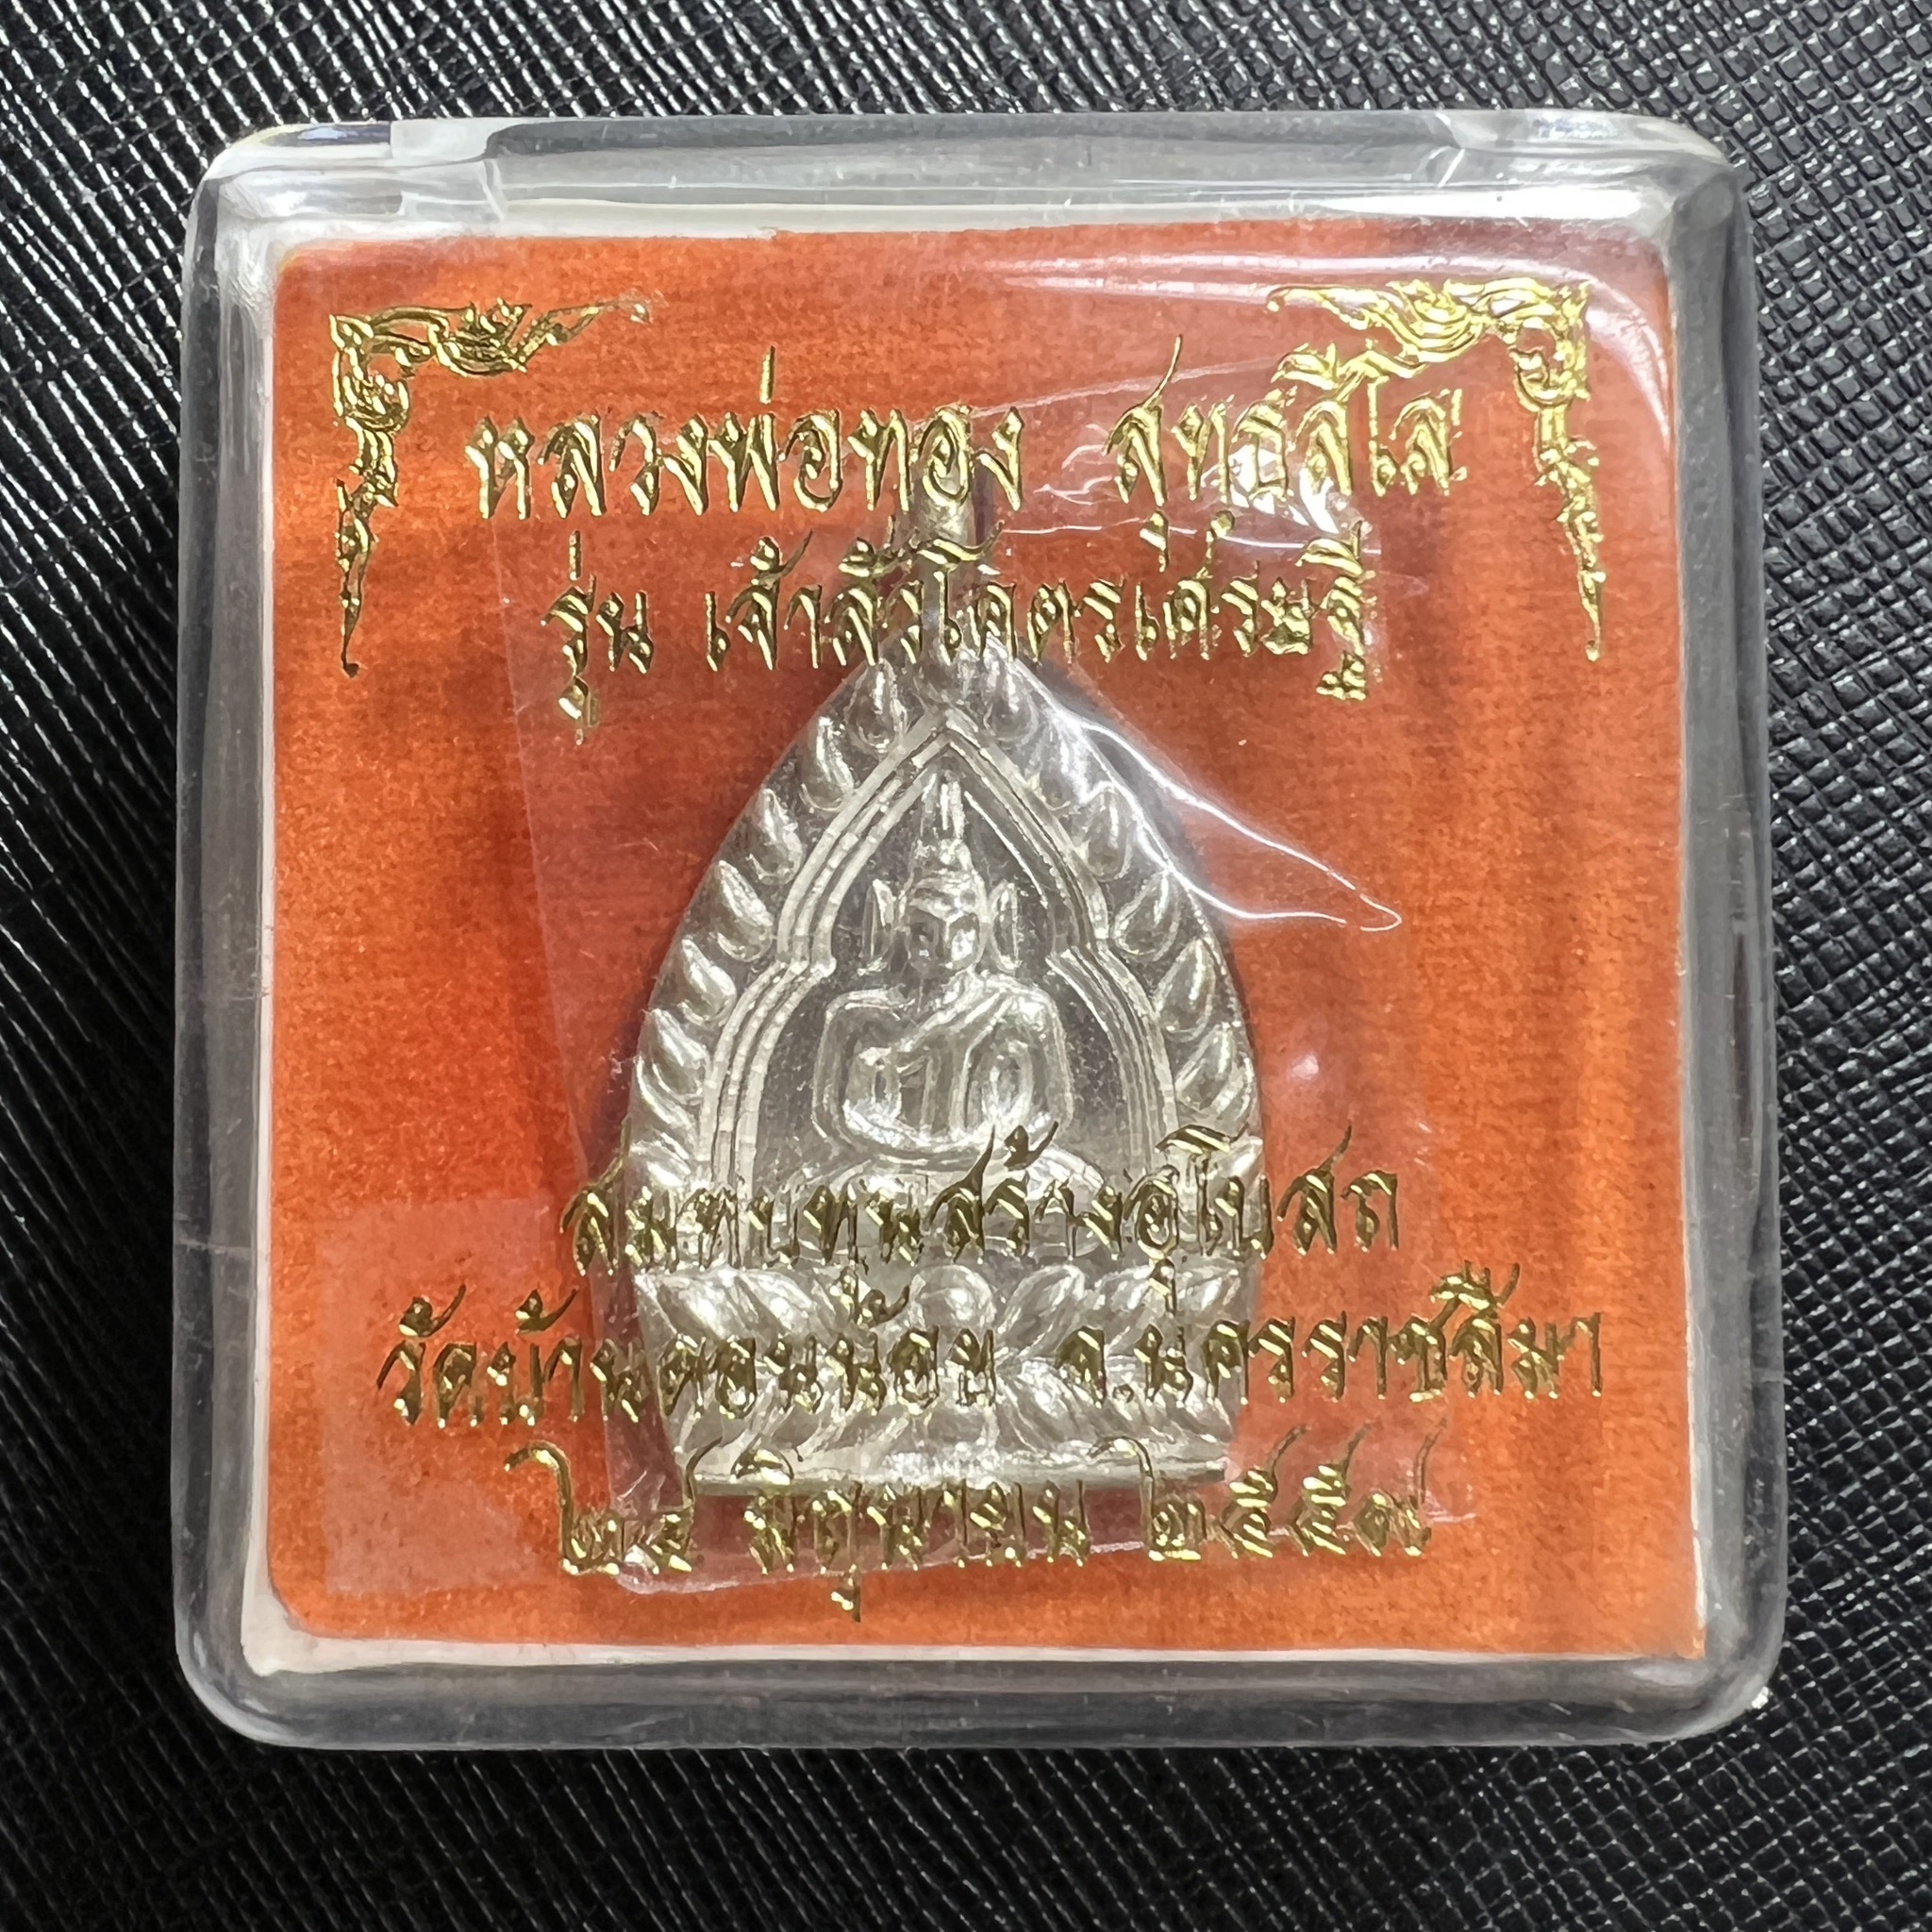 หลวงพ่อทอง สุทธสีโล
รุ่น เจ้าสัวโคตรเศรษฐี
สมทบทุนสร้างอุโบสถ
วัดบ้านดอนน้อย จ.นครราชสีมา
๒๔ มิถุนายน ๒๕๕๗